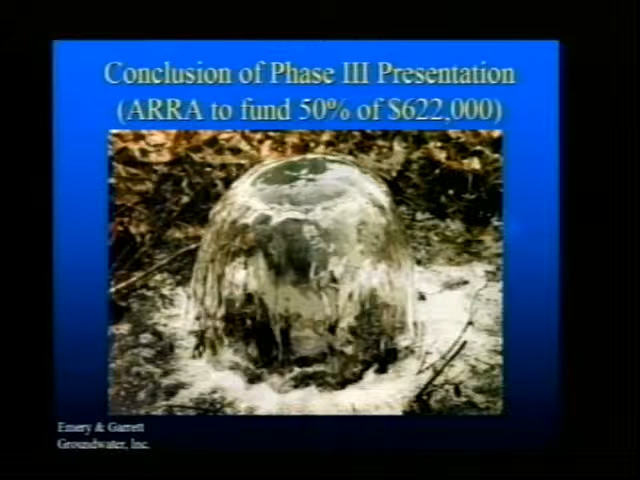 Conclusion of Phase III Presentation
(ARRA to fund 50% of $622,000)
Emery & Garrett
Groundwater, Inc.